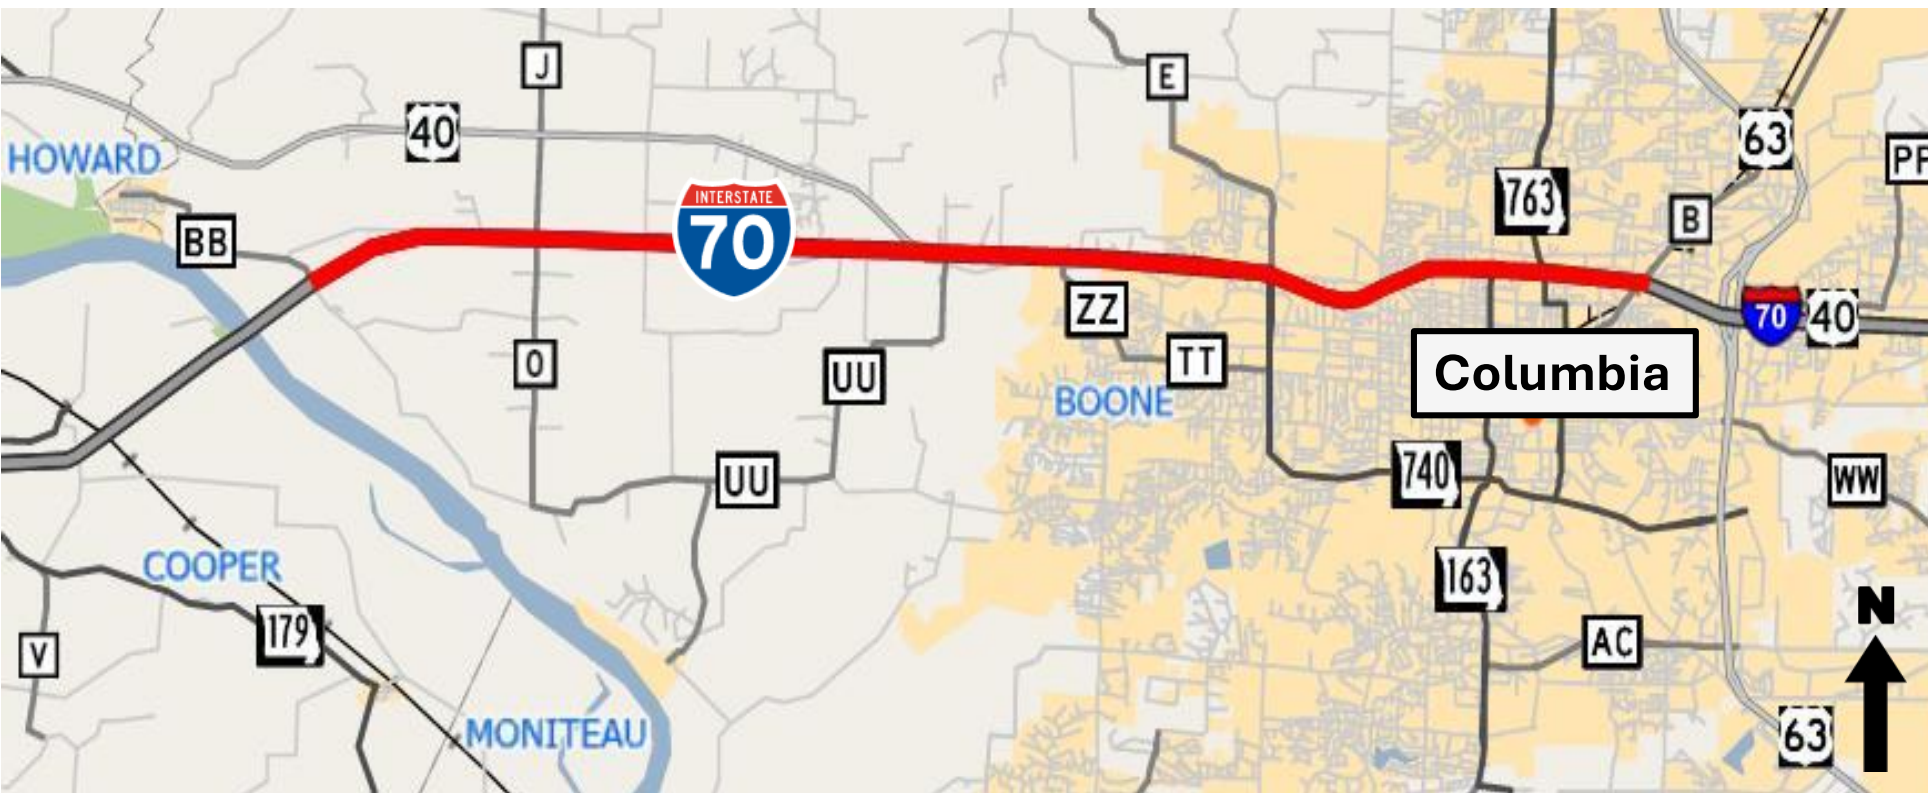 J
E
40
63
HOWARD
PP
763
INTERSTATE
70
B
BB
ZZ
70
40
TT
O
UU
Columbia
BOONE
740
UU
WW
COOPER
163
179
N
AC
V
MONITEAU
63